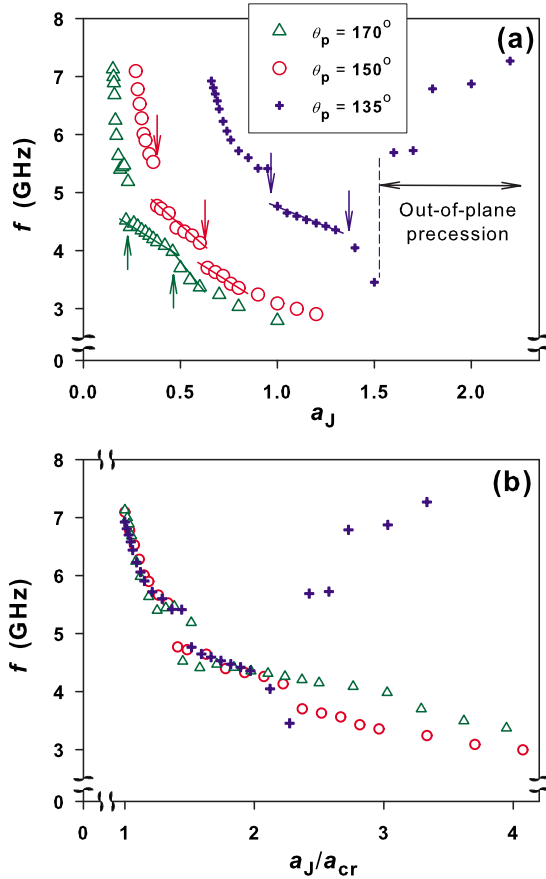 8
7
6
5
4
3
0
f (GHz)
θp = 170°
θp = 150°
θp = 135°
(a)
Out-of-plane
precession
0.0 0.5 1.0 1.5 2.0
aJ
8
7
6
5
4
3
0
f (GHz)
(b)
0 1 2 3 4
aJ/acr